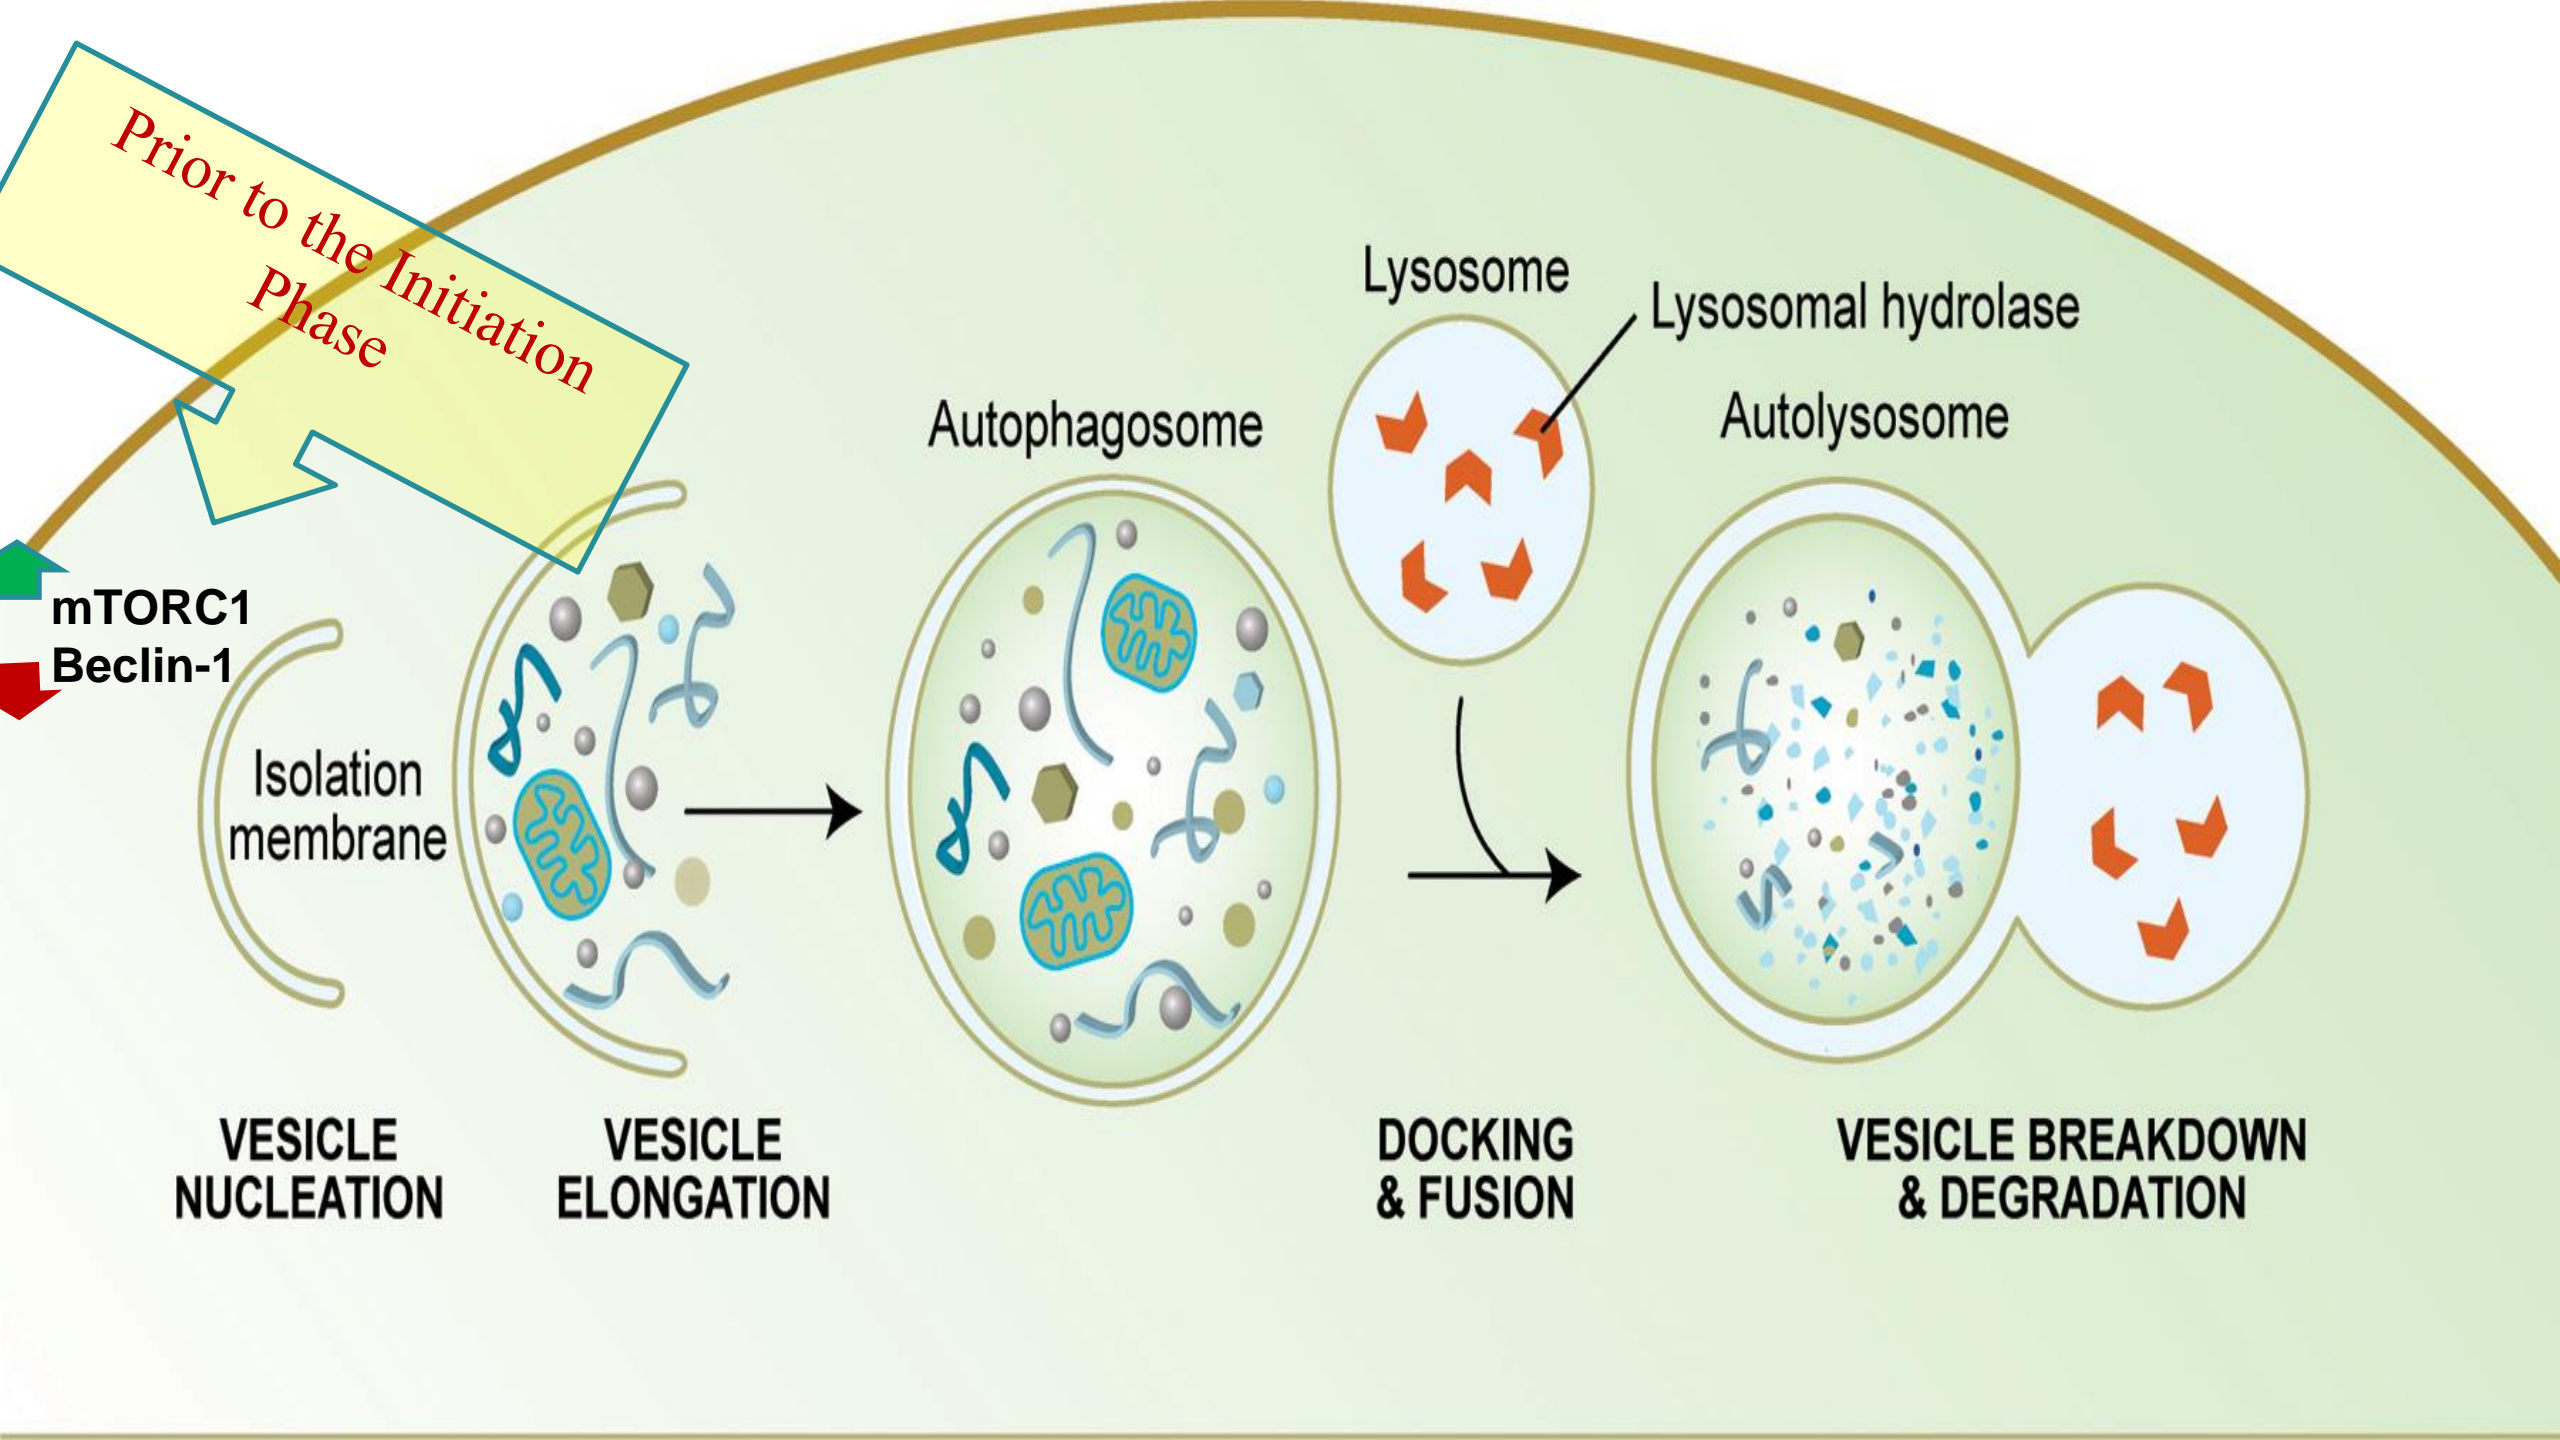 Prior to the Initiation
Phase
mTORC1
Beclin-1
Isolation
membrane
Autophagosome
Lysosome
Lysosomal hydrolase
Autolysosome
VESICLE
NUCLEATION
VESICLE
ELONGATION
DOCKING
& FUSION
VESICLE BREAKDOWN
& DEGRADATION